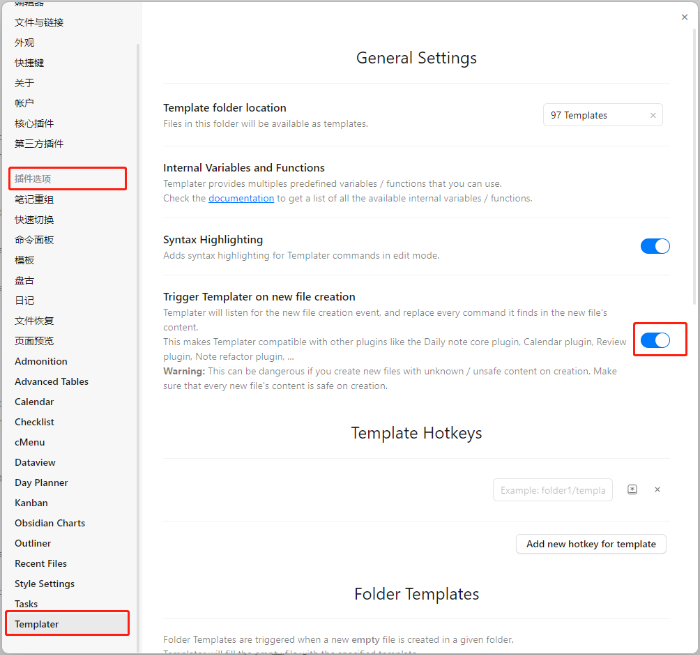 编辑器
文件与链接
外观
快捷键
关于
帐户
核心插件
第三方插件
插件选项
笔记重组
快速切换
命令面板
模板
盘古
日记
文件恢复
页面预览
Admonition
Advanced Tables
Calendar
Checklist
cMenu
Dataview
Day Planner
Kanban
Obsidian Charts
Outliner
Recent Files
Style Settings
Tasks
Templater
General Settings
Template folder location
Files in this folder will be available as templates.
97 Templates
Internal Variables and Functions
Templater provides multiples predefined variables / functions that you can use.
Check the documentation to get a list of all the available internal variables / functions.
Syntax Highlighting
Adds syntax highlighting for Templater commands in edit mode.
Trigger Templater on new file creation
Templater will listen for the new file creation event, and replace every command it finds in the new file's
content.
This makes Templater compatible with other plugins like the Daily note core plugin, Calendar plugin, Review
plugin, Note refactor plugin, ...
Warning: This can be dangerous if you create new files with unknown / unsafe content on creation. Make
sure that every new file's content is safe on creation.
Template Hotkeys
Example: folder1/templa
Add new hotkey for template
Folder Templates
Folder Templates are triggered when a new empty file is created in a given folder.
Templater will fill the empty file with the specified template.